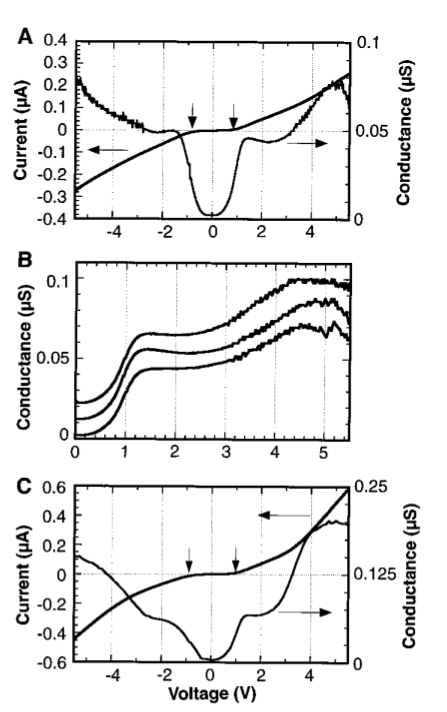 A
0.4
0.3
0.2
0.1
0
-0.1
-0.2
-0.3
-0.4
Current (µA)
0.1
0.05
0
Conductance (µS)
-4 -2 0 2 4
B
0.1
0.05
0
Conductance (µS)
0 1 2 3 4 5
C
0.6
0.4
0.2
0
-0.2
-0.4
-0.6
Current (µA)
0.25
0.125
0
Conductance (µS)
-4 -2 0 2 4
Voltage (V)